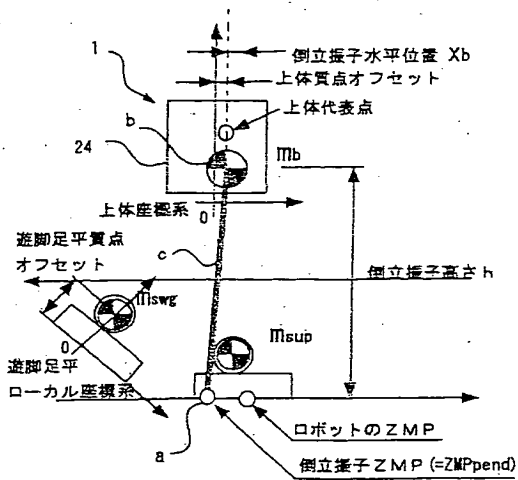 倒立振子水平位置 Xb
上体質点オフセット
1
上体代表点
b
24
mb
上体座標系
0
遊脚足平質点
オフセット
c
倒立振子高さh
mswg
msup
0
遊脚足平
ローカル座標系
ロボットのZMP
a
倒立振子ZMP(=ZMPpend)